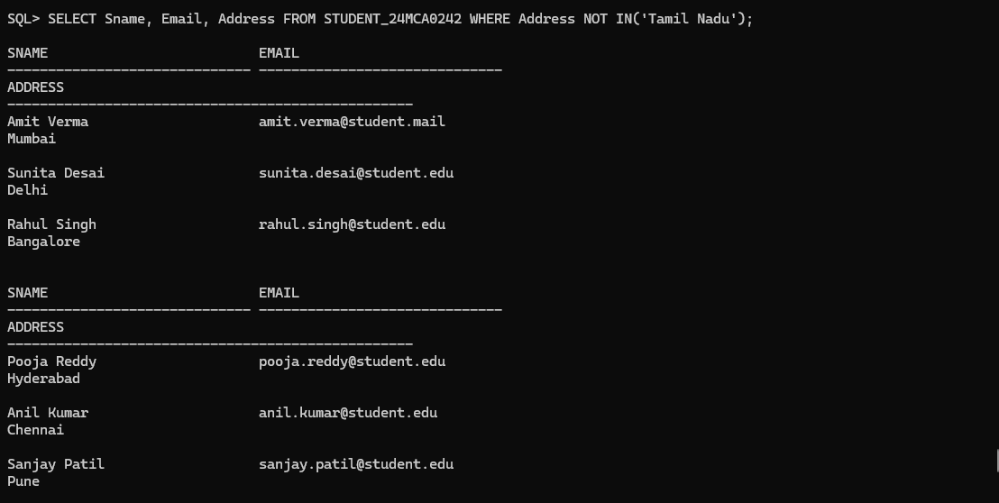 SQL> SELECT Sname, Email, Address FROM STUDENT_24MCA0242 WHERE Address NOT IN('Tamil Nadu');
SNAME                          EMAIL
------------------------------ ------------------------------
ADDRESS
--------------------------------------------------
Amit Verma                     amit.verma@student.mail
Mumbai
Sunita Desai                   sunita.desai@student.edu
Delhi
Rahul Singh                    rahul.singh@student.edu
Bangalore
SNAME                          EMAIL
------------------------------ ------------------------------
ADDRESS
--------------------------------------------------
Pooja Reddy                    pooja.reddy@student.edu
Hyderabad
Anil Kumar                     anil.kumar@student.edu
Chennai
Sanjay Patil                   sanjay.patil@student.edu
Pune